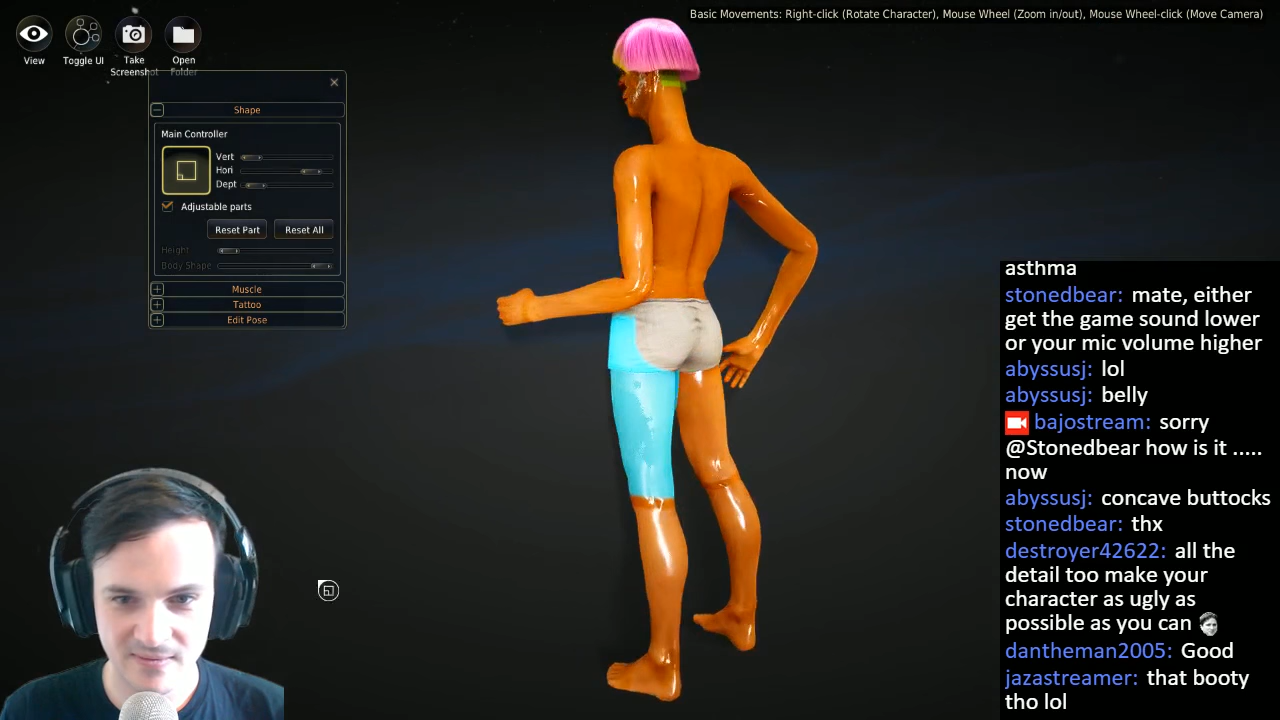 Basic Movements: Right-click (Rotate Character), Mouse Wheel (Zoom in/out), Mouse Wheel-click (Move Camera)
View
Toggle UI
Take
Screenshot
Open
Folder
Shape
Main Controller
Vert
Hori
Dept
Adjustable parts
Reset Part
Reset All
Height
Body Shape
Muscle
Tattoo
Edit Pose
asthma
stonedbear: mate, either
get the game sound lower
or your mic volume higher
abyssusj: lol
abyssusj: belly
bajostream: sorry
@Stonedbear how is it .....
now
abyssusj: concave buttocks
stonedbear: thx
destroyer42622: all the
detail too make your
character as ugly as
possible as you can
dantheman2005: Good
jazastreamer: that booty
tho lol